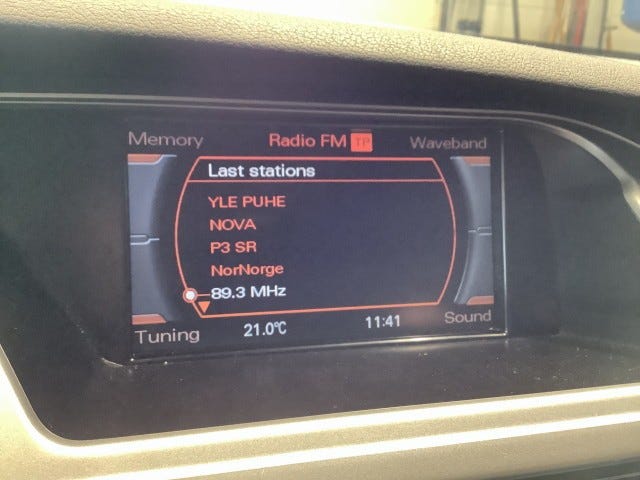 Memory Radio FM TP Waveband
Last stations
YLE PUHE
NOVA
P3 SR
NorNorge
89.3 MHz
Tuning 21.0°C 11:41 Sound